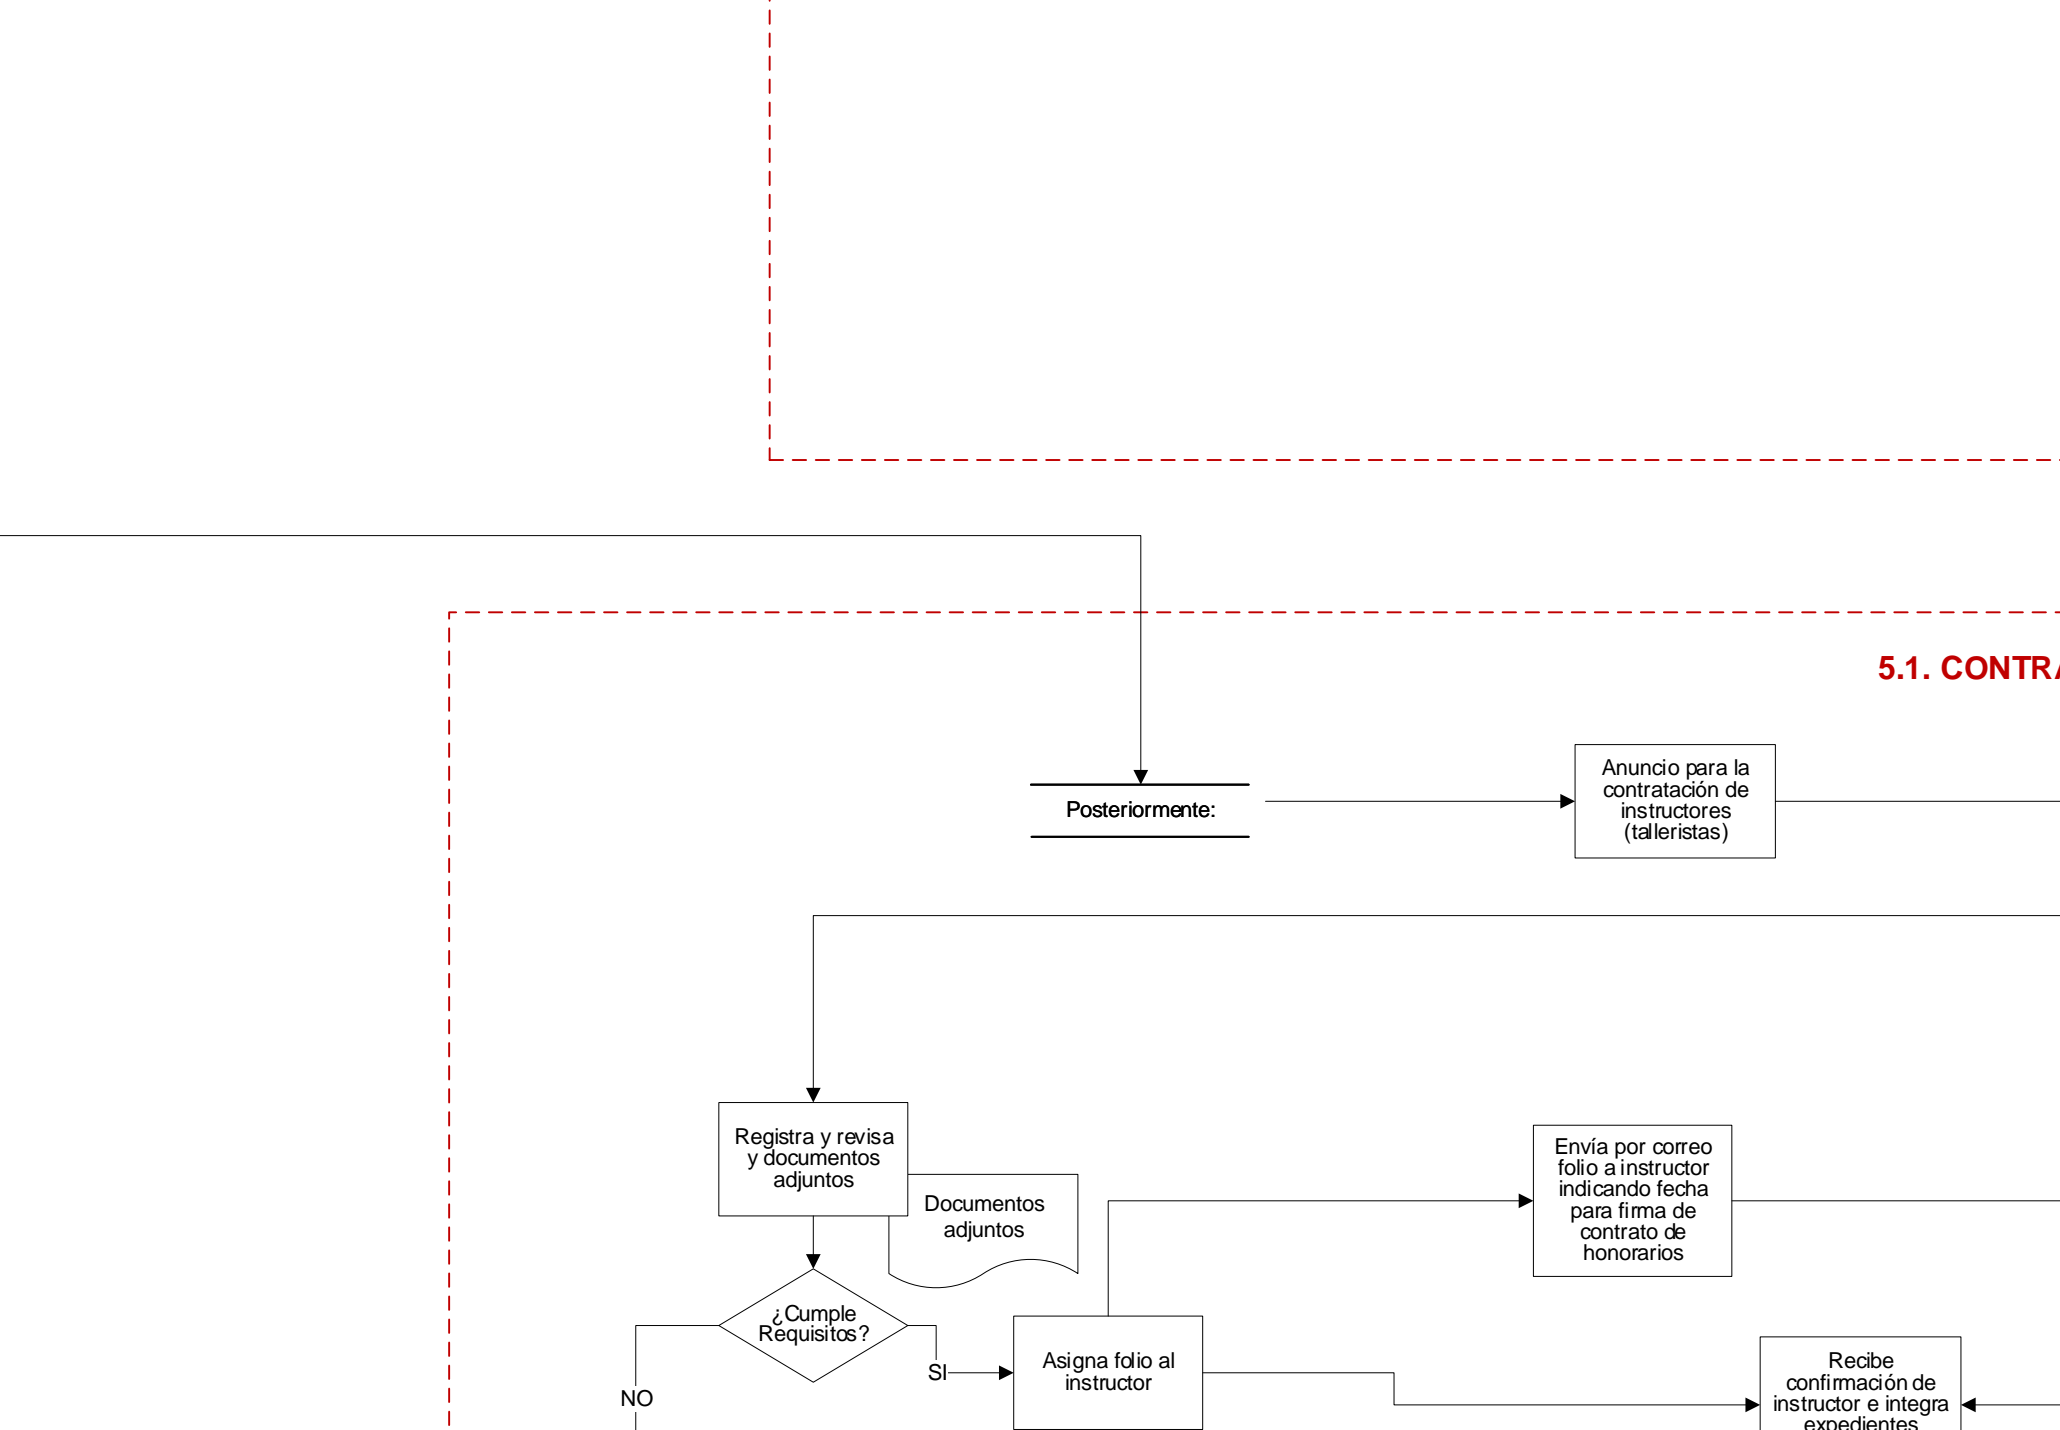 5.1. CONTRA
Posteriormente:
Anuncio para la
contratación de
instructores
(talleristas)
Registra y revisa
y documentos
adjuntos
Documentos
adjuntos
Envía por correo
folio a instructor
indicando fecha
para firma de
contrato de
honorarios
¿Cumple
Requisitos?
SI
NO
Asigna folio al
instructor
Recibe
confirmación de
instructor e integra
expedientes